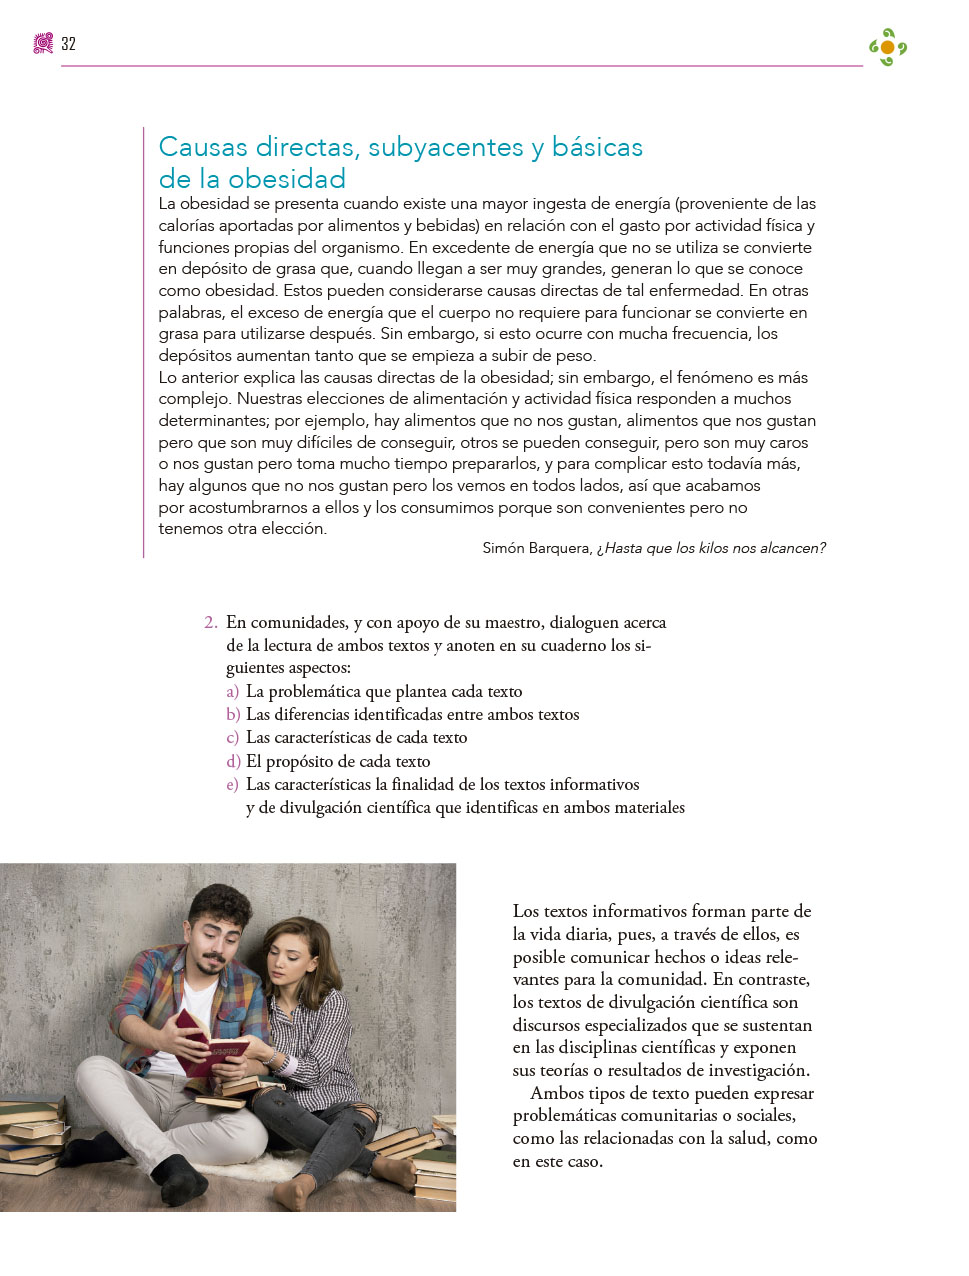 32
Causas directas, subyacentes y básicas
de la obesidad
La obesidad se presenta cuando existe una mayor ingesta de energía (proveniente de las
calorías aportadas por alimentos y bebidas) en relación con el gasto por actividad física y
funciones propias del organismo. En excedente de energía que no se utiliza se convierte
en depósito de grasa que, cuando llegan a ser muy grandes, generan lo que se conoce
como obesidad. Estos pueden considerarse causas directas de tal enfermedad. En otras
palabras, el exceso de energía que el cuerpo no requiere para funcionar se convierte en
grasa para utilizarse después. Sin embargo, si esto ocurre con mucha frecuencia, los
depósitos aumentan tanto que se empieza a subir de peso.
Lo anterior explica las causas directas de la obesidad; sin embargo, el fenómeno es más
complejo. Nuestras elecciones de alimentación y actividad física responden a muchos
determinantes; por ejemplo, hay alimentos que no nos gustan, alimentos que nos gustan
pero que son muy difíciles de conseguir, otros se pueden conseguir, pero son muy caros
o nos gustan pero toma mucho tiempo prepararlos, y para complicar esto todavía más,
hay algunos que no nos gustan pero los vemos en todos lados, así que acabamos
por acostumbrarnos a ellos y los consumimos porque son convenientes pero no
tenemos otra elección.
Simón Barquera, ¿Hasta que los kilos nos alcancen?
2. En comunidades, y con apoyo de su maestro, dialoguen acerca
de la lectura de ambos textos y anoten en su cuaderno los si-
guientes aspectos:
a) La problemática que plantea cada texto
b) Las diferencias identificadas entre ambos textos
c) Las características de cada texto
d) El propósito de cada texto
e) Las características la finalidad de los textos informativos
y de divulgación científica que identificas en ambos materiales
Los textos informativos forman parte de
la vida diaria, pues, a través de ellos, es
posible comunicar hechos o ideas rele-
vantes para la comunidad. En contraste,
los textos de divulgación científica son
discursos especializados que se sustentan
en las disciplinas científicas y exponen
sus teorías o resultados de investigación.
Ambos tipos de texto pueden expresar
problemáticas comunitarias o sociales,
como las relacionadas con la salud, como
en este caso.